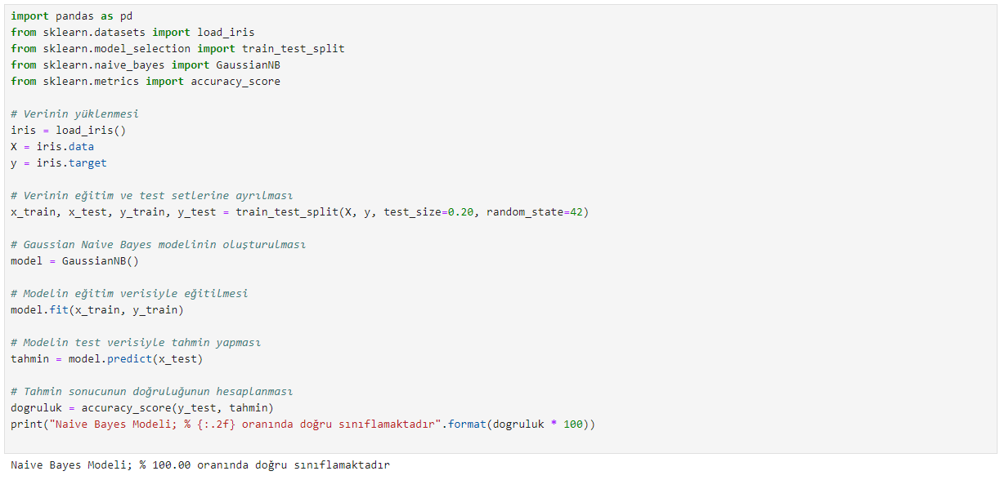 import pandas as pd
from sklearn.datasets import load_iris
from sklearn.model_selection import train_test_split
from sklearn.naive_bayes import GaussianNB
from sklearn.metrics import accuracy_score
# Verinin yüklenmesi
iris = load_iris()
X = iris.data
y = iris.target
# Verinin eğitim ve test setlerine ayrılması
x_train, x_test, y_train, y_test = train_test_split(X, y, test_size=0.20, random_state=42)
# Gaussian Naive Bayes modelinin oluşturulması
model = GaussianNB()
# Modelin eğitim verisiyle eğitilmesi
model.fit(x_train, y_train)
# Modelin test verisiyle tahmin yapması
tahmin = model.predict(x_test)
# Tahmin sonucunun doğruluğunun hesaplanması
dogruluk = accuracy_score(y_test, tahmin)
print("Naive Bayes Modeli; % {:.2f} oranında doğru sınıflamaktadır".format(dogruluk * 100))
Naive Bayes Modeli; % 100.00 oranında doğru sınıflamaktadır